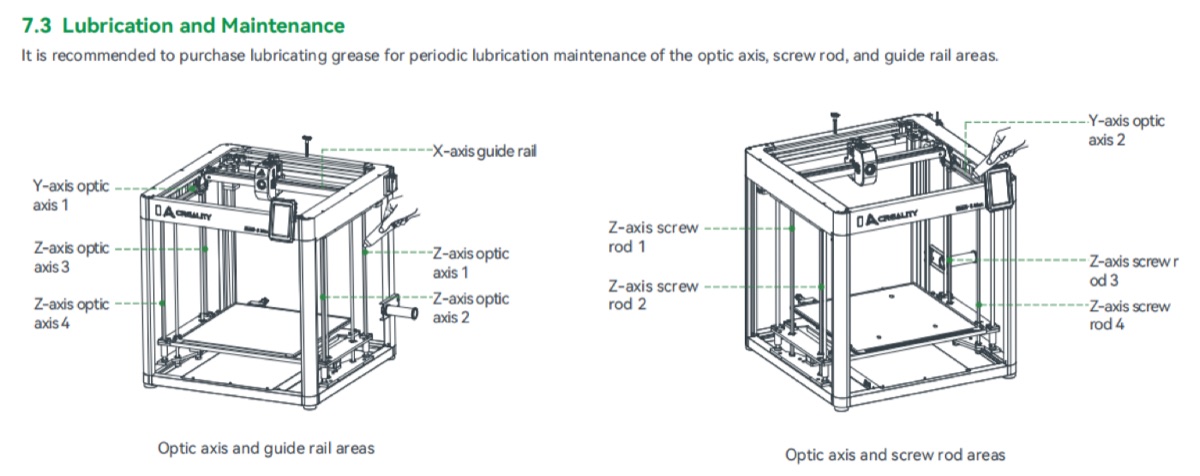 7.3 Lubrication and Maintenance
It is recommended to purchase lubricating grease for periodic lubrication maintenance of the optic axis, screw rod, and guide rail areas.
X-axis guide rail
Y-axis optic
axis 1
Z-axis optic
axis 3
Z-axis optic
axis 4
Z-axis optic
axis 1
Z-axis optic
axis 2
CREALITY
Optic axis and guide rail areas
Y-axis optic
axis 2
Z-axis screw
rod 1
Z-axis screw
rod 2
Z-axis screw r
od 3
Z-axis screw
rod 4
CREALITY
Optic axis and screw rod areas